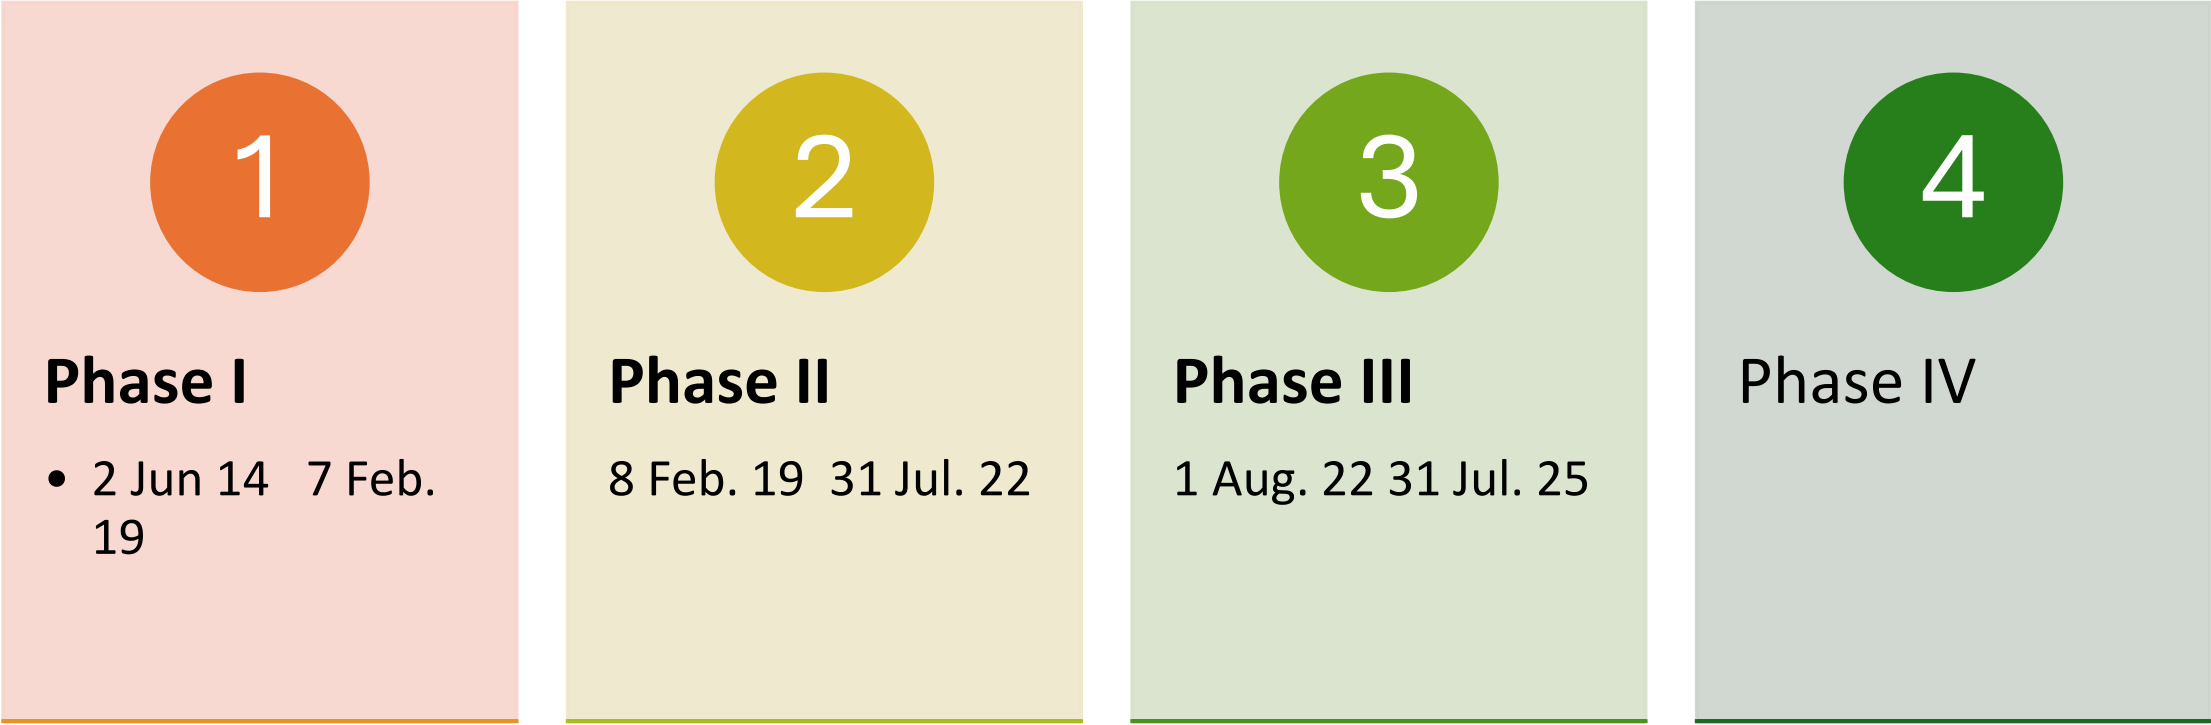 1
Phase I
• 2 Jun 14   7 Feb.
19
2
Phase II
8 Feb. 19  31 Jul. 22
3
Phase III
1 Aug. 22 31 Jul. 25
4
Phase IV